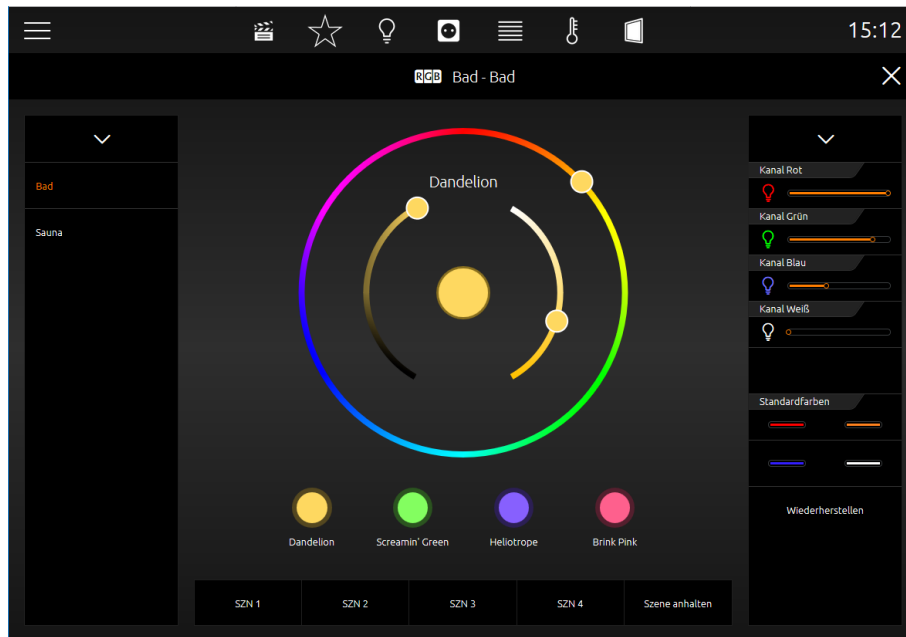 15:12
RGB Bad - Bad
Bad
Sauna
Dandelion
Dandelion
Screamin' Green
Heliotrope
Brink Pink
SZN 1
SZN 2
SZN 3
SZN 4
Szene anhalten
Kanal Rot
Kanal Grün
Kanal Blau
Kanal Weiß
Standardfarben
Wiederherstellen